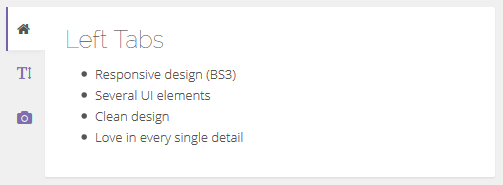 Left Tabs
Responsive design (BS3)
Several UI elements
Clean design
Love in every single detail